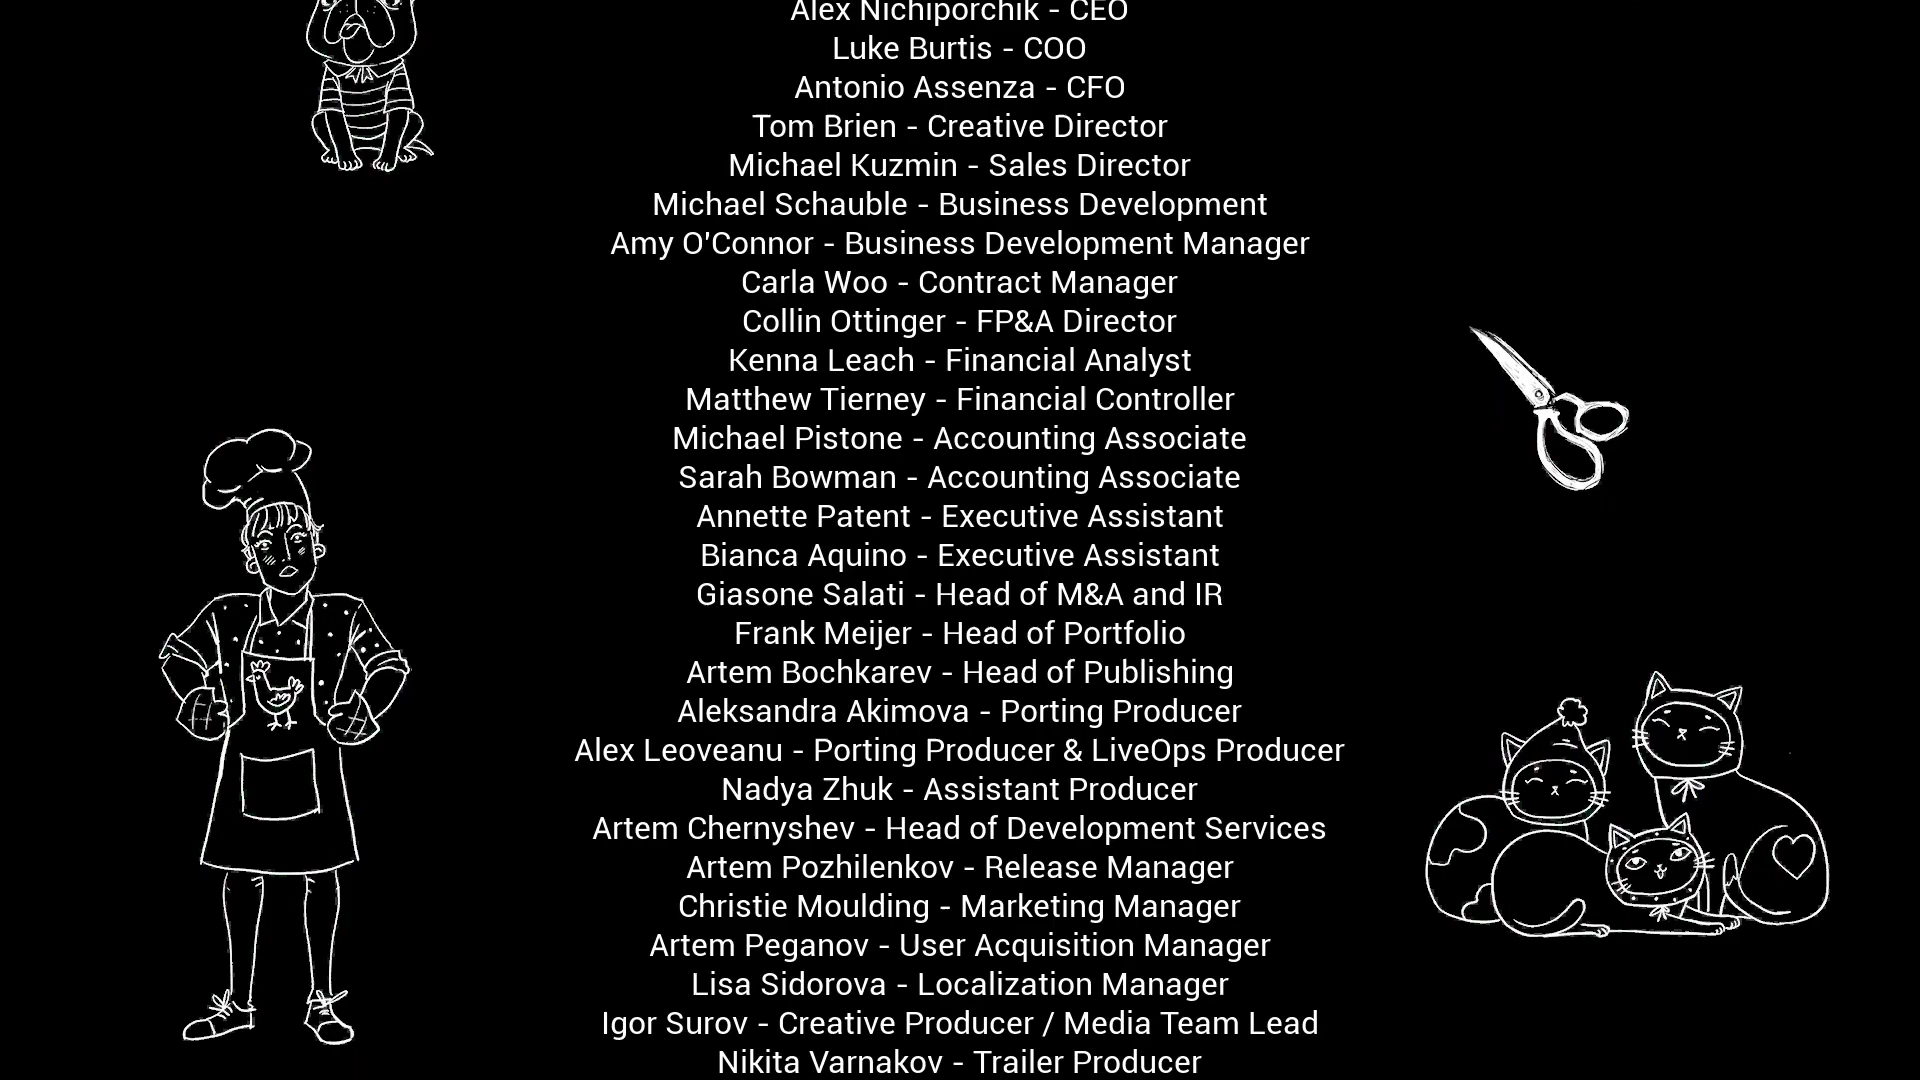 Alex Nichiporchik - CEO
Luke Burtis - COO
Antonio Assenza - CFO
Tom Brien - Creative Director
Michael Kuzmin - Sales Director
Michael Schauble - Business Development
Amy O'Connor - Business Development Manager
Carla Woo - Contract Manager
Collin Ottinger - FP&A Director
Kenna Leach - Financial Analyst
Matthew Tierney - Financial Controller
Michael Pistone - Accounting Associate
Sarah Bowman - Accounting Associate
Annette Patent - Executive Assistant
Bianca Aquino - Executive Assistant
Giasone Salati - Head of M&A and IR
Frank Meijer - Head of Portfolio
Artem Bochkarev - Head of Publishing
Aleksandra Akimova - Porting Producer
Alex Leoveanu - Porting Producer & LiveOps Producer
Nadya Zhuk - Assistant Producer
Artem Chernyshev - Head of Development Services
Artem Pozhilenkov - Release Manager
Christie Moulding - Marketing Manager
Artem Peganov - User Acquisition Manager
Lisa Sidorova - Localization Manager
Igor Surov - Creative Producer / Media Team Lead
Nikita Varnakov - Trailer Producer